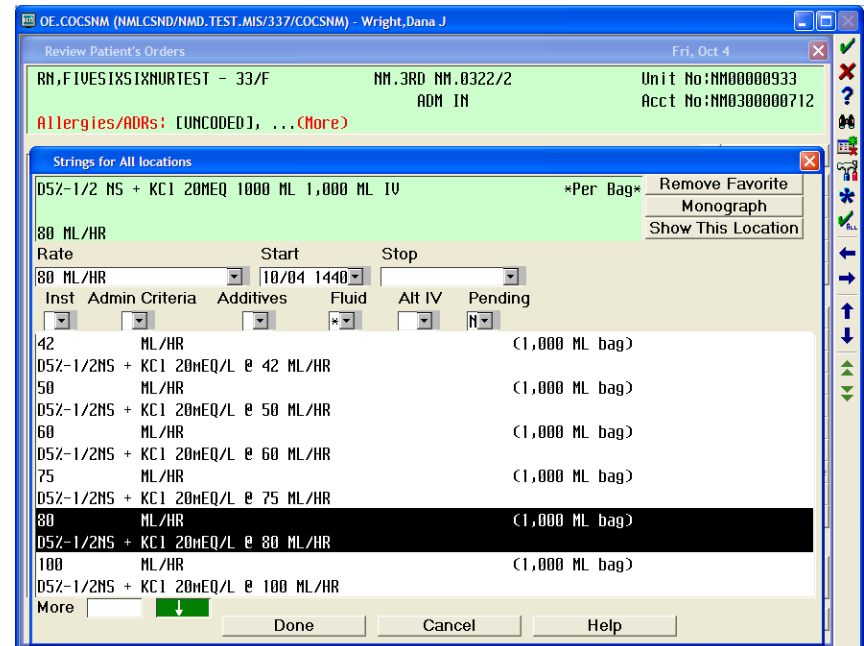 OE.COCSNM (NMLCSND/NMD.TEST.MIS/337/COCSNM) - Wright,Dana J
Review Patient's Orders Fri, Oct 4
RN,FIVESIXSIXNURTEST - 33/F NM.3RD NM.0322/2 Unit No:NM00000933
ADM IN Acct No:NM0300000712
Allergies/ADRs: [UNCODED], ...(More)
Strings for All locations
D5%-1/2 NS + KCl 20MEQ 1000 ML 1,000 ML IV *Per Bag* Remove Favorite
Monograph
80 ML/HR Show This Location
Rate Start Stop
80 ML/HR 10/04 1440
Inst Admin Criteria Additives Fluid Alt IV Pending
* N
42 ML/HR (1,000 ML bag)
D5%-1/2NS + KCl 20mEQ/L @ 42 ML/HR
50 ML/HR (1,000 ML bag)
D5%-1/2NS + KCl 20mEQ/L @ 50 ML/HR
60 ML/HR (1,000 ML bag)
D5%-1/2NS + KCl 20mEQ/L @ 60 ML/HR
75 ML/HR (1,000 ML bag)
D5%-1/2NS + KCl 20mEQ/L @ 75 ML/HR
80 ML/HR (1,000 ML bag)
D5%-1/2NS + KCl 20mEQ/L @ 80 ML/HR
100 ML/HR (1,000 ML bag)
D5%-1/2NS + KCl 20mEQ/L @ 100 ML/HR
More
Done Cancel Help
?
ALL